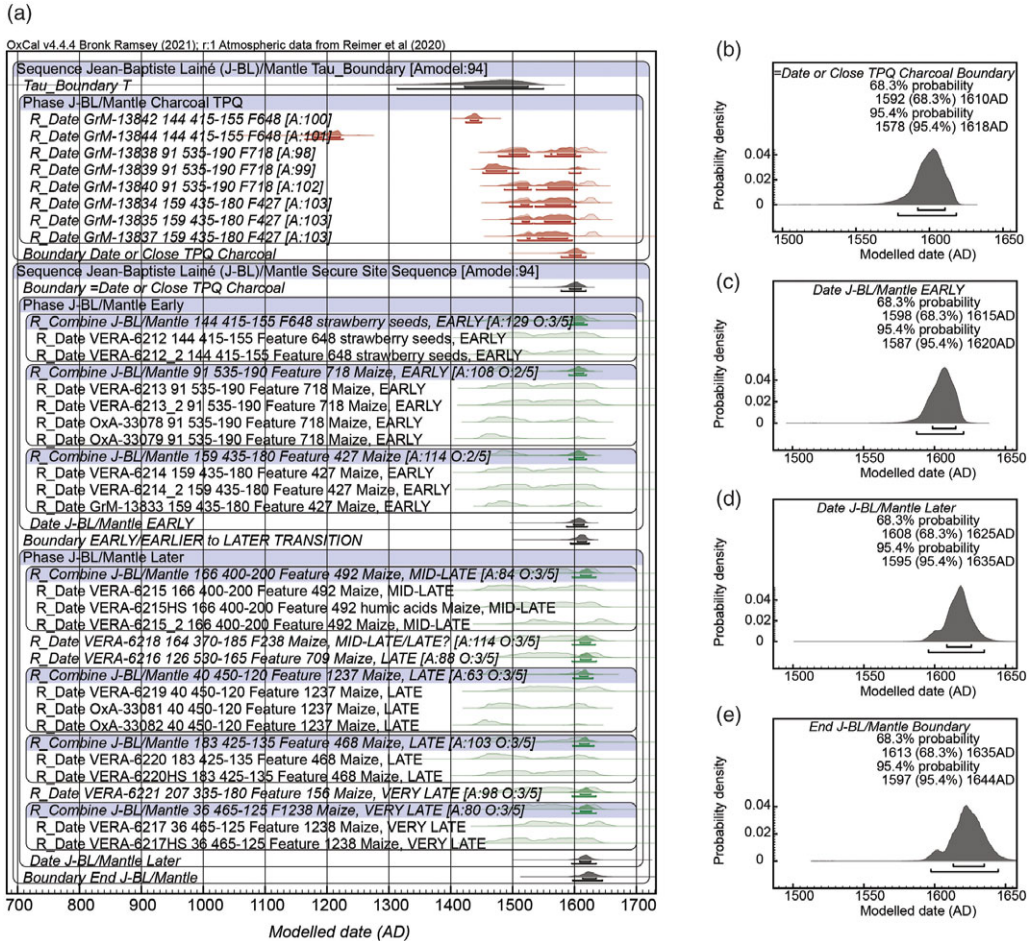 (a)
OxCal v4.4.4 Bronk Ramsey (2021); r:1 Atmospheric data from Reimer et al (2020)
Sequence Jean-Baptiste Lainé (J-BL)/Mantle Tau_Boundary [Amodel:94]
Tau_Boundary T
Phase J-BL/Mantle Charcoal TPQ
R_Date GrM-13842 144 415-155 F648 [A:100]
R_Date GrM-13844 144 415-155 F648 [A:101]
R_Date GrM-13838 91 535-190 F718 [A:98]
R_Date GrM-13839 91 535-190 F718 [A:99]
R_Date GrM-13840 91 535-190 F718 [A:102]
R_Date GrM-13834 159 435-180 F427 [A:103]
R_Date GrM-13835 159 435-180 F427 [A:103]
R_Date GrM-13837 159 435-180 F427 [A:103]
Boundary Date or Close TPQ Charcoal
Sequence Jean-Baptiste Lainé (J-BL)/Mantle Secure Site Sequence [Amodel:94]
Boundary =Date or Close TPQ Charcoal
Phase J-BL/Mantle Early
R_Combine J-BL/Mantle 144 415-155 F648 strawberry seeds, EARLY [A:129 O:3/5]
R_Date VERA-6212 144 415-155 Feature 648 strawberry seeds, EARLY
R_Date VERA-6212_2 144 415-155 Feature 648 strawberry seeds, EARLY
R_Combine J-BL/Mantle 91 535-190 Feature 718 Maize, EARLY [A:108 O:2/5]
R_Date VERA-6213 91 535-190 Feature 718 Maize, EARLY
R_Date VERA-6213_2 91 535-190 Feature 718 Maize, EARLY
R_Date OxA-33078 91 535-190 Feature 718 Maize, EARLY
R_Date OxA-33079 91 535-190 Feature 718 Maize, EARLY
R_Combine J-BL/Mantle 159 435-180 Feature 427 Maize [A:114 O:2/5]
R_Date VERA-6214 159 435-180 Feature 427 Maize, EARLY
R_Date VERA-6214_2 159 435-180 Feature 427 Maize, EARLY
R_Date GrM-13833 159 435-180 Feature 427 Maize, EARLY
Date J-BL/Mantle EARLY
Boundary EARLY/EARLIER to LATER TRANSITION
Phase J-BL/Mantle Later
R_Combine J-BL/Mantle 166 400-200 Feature 492 Maize, MID-LATE [A:84 O:3/5]
R_Date VERA-6215 166 400-200 Feature 492 Maize, MID-LATE
R_Date VERA-6215HS 166 400-200 Feature 492 humic acids Maize, MID-LATE
R_Date VERA-6215_2 166 400-200 Feature 492 Maize, MID-LATE
R_Date VERA-6218 164 370-185 F238 Maize, MID-LATE/LATE? [A:114 O:3/5]
R_Date VERA-6216 126 530-165 Feature 709 Maize, LATE [A:88 O:3/5]
R_Combine J-BL/Mantle 40 450-120 Feature 1237 Maize, LATE [A:63 O:3/5]
R_Date VERA-6219 40 450-120 Feature 1237 Maize, LATE
R_Date OxA-33081 40 450-120 Feature 1237 Maize, LATE
R_Date OxA-33082 40 450-120 Feature 1237 Maize, LATE
R_Combine J-BL/Mantle 183 425-135 Feature 468 Maize, LATE [A:103 O:3/5]
R_Date VERA-6220 183 425-135 Feature 468 Maize, LATE
R_Date VERA-6220HS 183 425-135 Feature 468 Maize, LATE
R_Date VERA-6221 207 335-180 Feature 156 Maize, VERY LATE [A:98 O:3/5]
R_Combine J-BL/Mantle 36 465-125 F1238 Maize, VERY LATE [A:80 O:3/5]
R_Date VERA-6217 36 465-125 Feature 1238 Maize, VERY LATE
R_Date VERA-6217HS 36 465-125 Feature 1238 Maize, VERY LATE
Date J-BL/Mantle Later
Boundary End J-BL/Mantle
700 800 900 1000 1100 1200 1300 1400 1500 1600 1700
Modelled date (AD)
(b)
=Date or Close TPQ Charcoal Boundary
68.3% probability
1592 (68.3%) 1610AD
95.4% probability
1578 (95.4%) 1618AD
Probability density
0.04
0.02
0
1500 1550 1600 1650
Modelled date (AD)
(c)
Date J-BL/Mantle EARLY
68.3% probability
1598 (68.3%) 1615AD
95.4% probability
1587 (95.4%) 1620AD
Probability density
0.04
0.02
0
1500 1550 1600 1650
Modelled date (AD)
(d)
Date J-BL/Mantle Later
68.3% probability
1608 (68.3%) 1625AD
95.4% probability
1595 (95.4%) 1635AD
Probability density
0.04
0.02
0
1500 1550 1600 1650
Modelled date (AD)
(e)
End J-BL/Mantle Boundary
68.3% probability
1613 (68.3%) 1635AD
95.4% probability
1597 (95.4%) 1644AD
Probability density
0.04
0.02
0
1500 1550 1600 1650
Modelled date (AD)